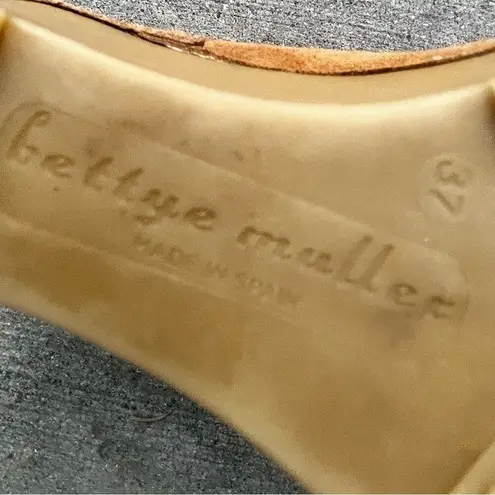 bettye muller
MADE IN SPAIN
37